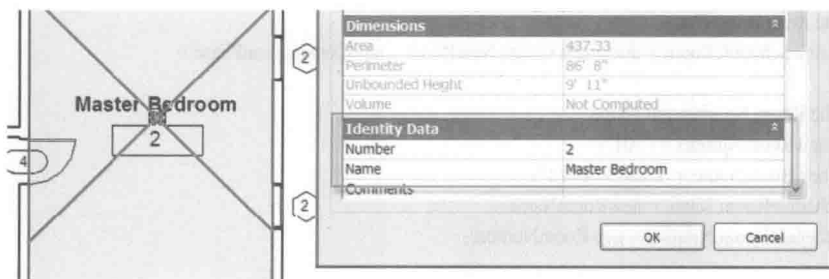 Master Bedroom
2
4
2
2
Dimensions
Area 437.33
Perimeter 86' 8"
Unbounded Height 9' 11"
Volume Not Computed
Identity Data
Number 2
Name Master Bedroom
Comments
OK Cancel